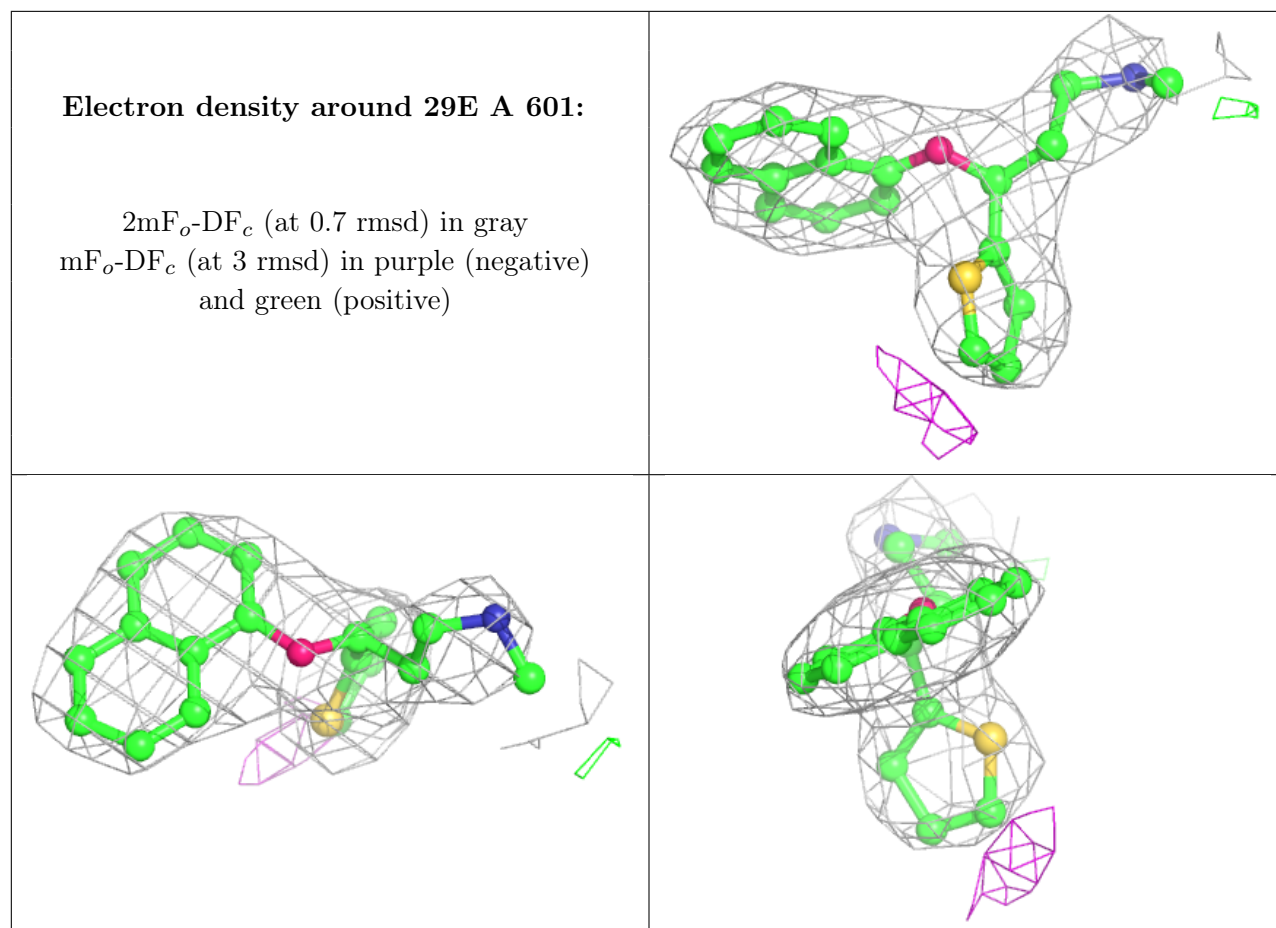 Electron density around 29E A 601:
2mFo-DFc (at 0.7 rmsd) in gray
mFo-DFc (at 3 rmsd) in purple (negative)
and green (positive)